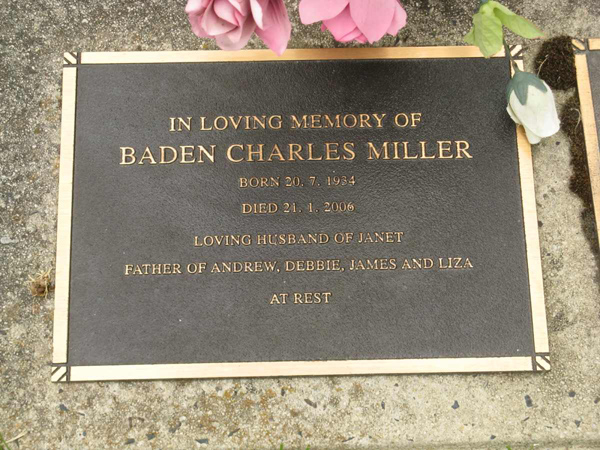 IN LOVING MEMORY OF
BADEN CHARLES MILLER
BORN 20. 7. 1934
DIED 21. 1. 2006
LOVING HUSBAND OF JANET
FATHER OF ANDREW, DEBBIE, JAMES AND LIZA
AT REST